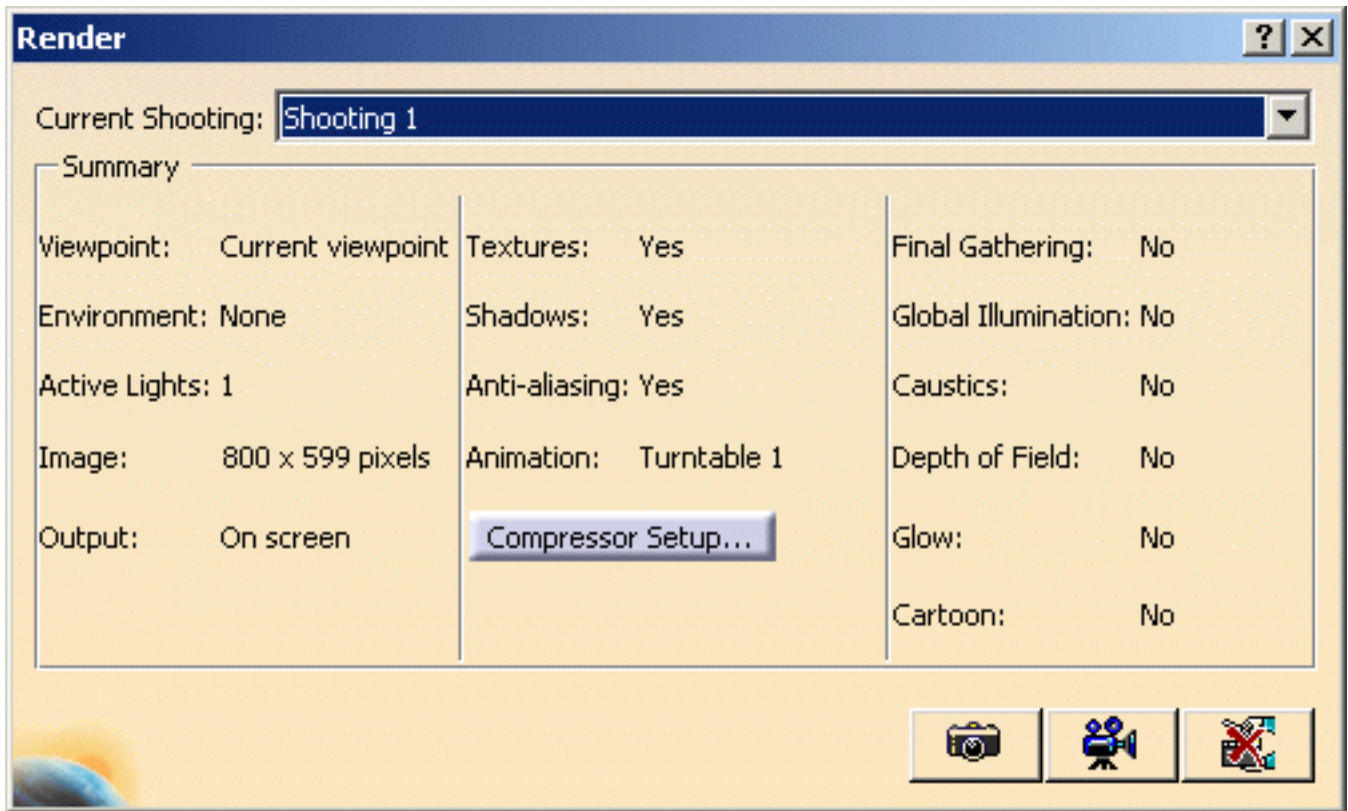 Render
Current Shooting: Shooting 1
Summary
Viewpoint: Current viewpoint Textures: Yes Final Gathering: No
Environment: None Shadows: Yes Global Illumination: No
Active Lights: 1 Anti-aliasing: Yes Caustics: No
Image: 800 x 599 pixels Animation: Turntable 1 Depth of Field: No
Output: On screen Compressor Setup... Glow: No
Cartoon: No